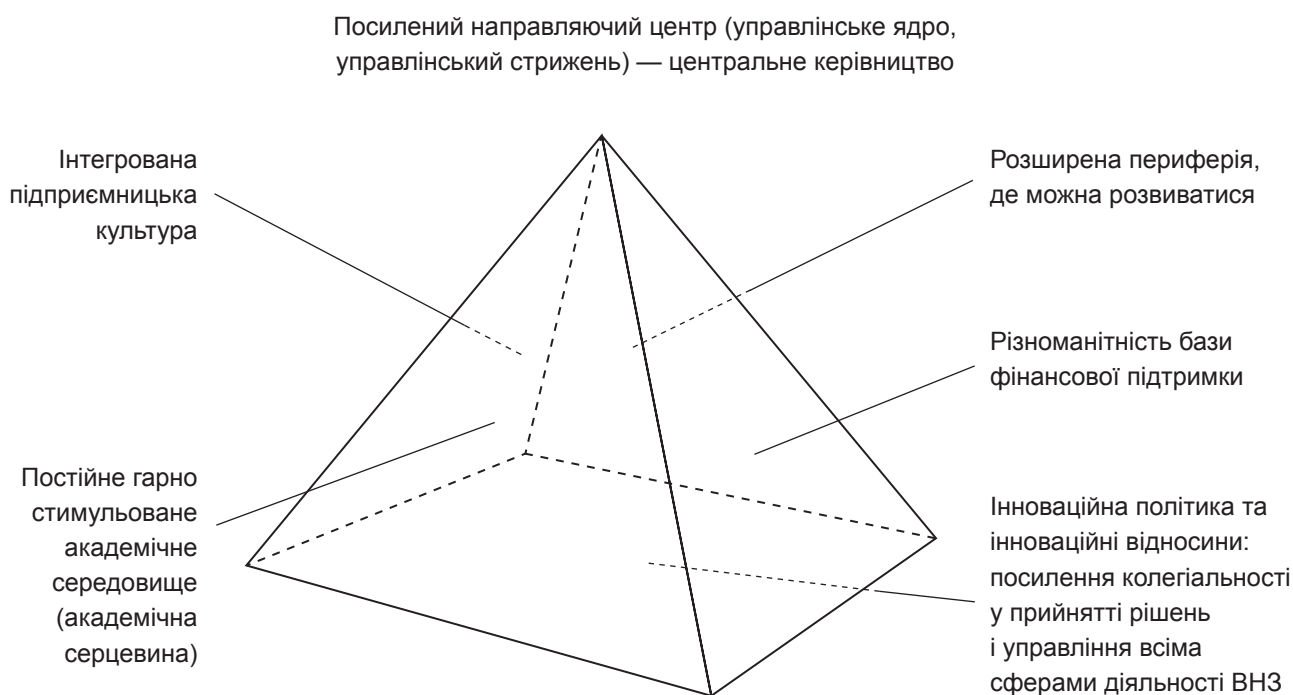 Посилений направляючий центр (управлінське ядро,
управлінський стрижень) — центральне керівництво
Інтегрована
підприємницька
культура
Розширена периферія,
де можна розвиватися
Різноманітність бази
фінансової підтримки
Постійне гарно
стимульоване
академічне
середовище
(академічна
серцевина)
Інноваційна політика та
інноваційні відносини:
посилення колегіальності
у прийнятті рішень
і управління всіма
сферами діяльності ВНЗ